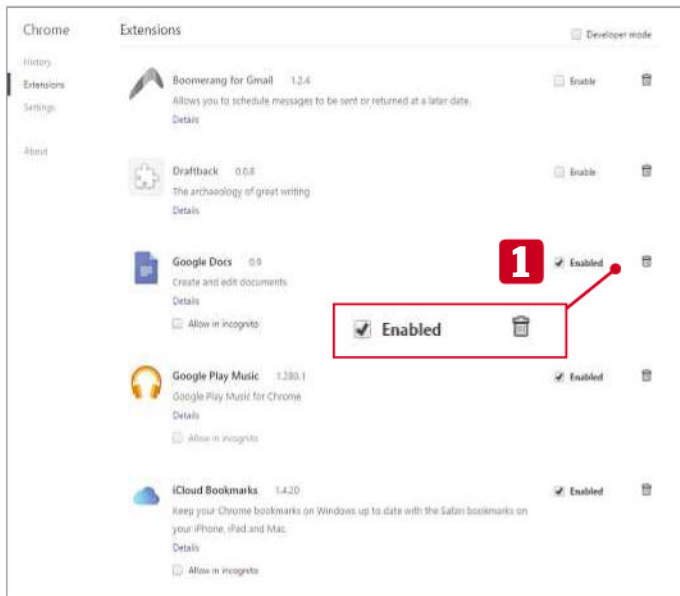 Chrome
Extensions
Developer mode
History
Extensions
Settings
About
Boomerang for Gmail 1.2.4
Enable
Allows you to schedule messages to be sent or returned at a later date.
Details
Draftback 0.0.8
Enable
The archaeology of great writing
Details
Google Docs 0.9
1
Enabled
Create and edit documents
Details
Allow in incognito
Enabled
Google Play Music 1.280.1
Enabled
Google Play Music for Chrome
Details
Allow in incognito
iCloud Bookmarks 1.4.20
Enabled
Keep your Chrome bookmarks on Windows up to date with the Safari bookmarks on
your iPhone, iPad and Mac.
Details
Allow in incognito